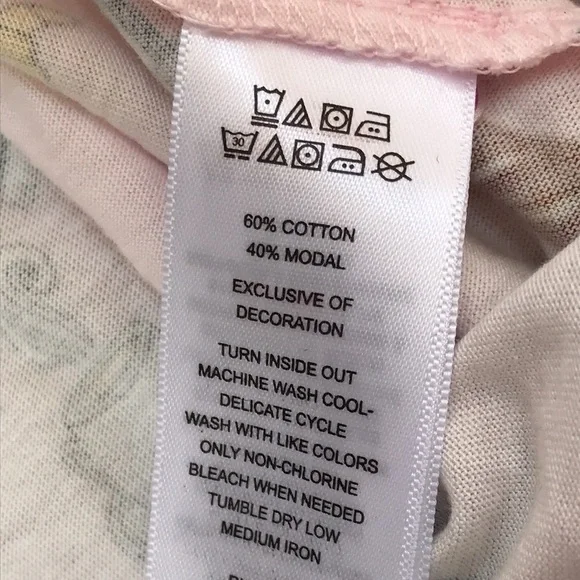 30
60% COTTON
40% MODAL
EXCLUSIVE OF
DECORATION
TURN INSIDE OUT
MACHINE WASH COOL-
DELICATE CYCLE
WASH WITH LIKE COLORS
ONLY NON-CHLORINE
BLEACH WHEN NEEDED
TUMBLE DRY LOW
MEDIUM IRON